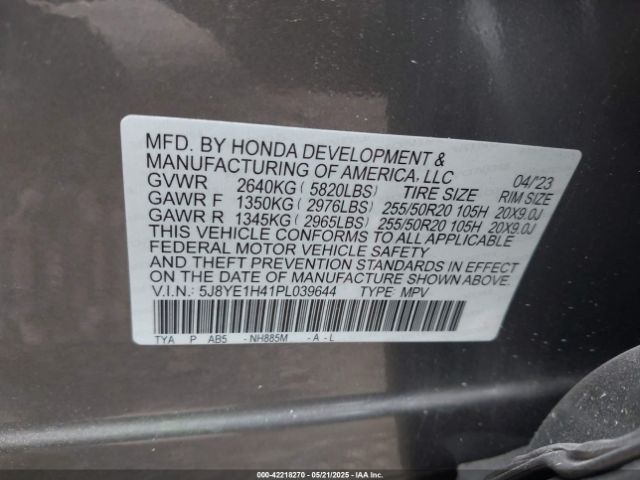 MFD. BY HONDA DEVELOPMENT &
MANUFACTURING OF AMERICA, LLC 04/'23
GVWR 2640KG ( 5820LBS) TIRE SIZE RIM SIZE
GAWR F 1350KG ( 2976LBS) 255/50R20 105H 20X9.0J
GAWR R 1345KG ( 2965LBS) 255/50R20 105H 20X9.0J
THIS VEHICLE CONFORMS TO ALL APPLICABLE
FEDERAL MOTOR VEHICLE SAFETY
AND THEFT PREVENTION STANDARDS IN EFFECT
ON THE DATE OF MANUFACTURE SHOWN ABOVE.
V.I.N.: 5J8YE1H41PL039644 TYPE: MPV
TYA P AB5 - NH885M - A - L
000-42218270 - 05/21/2025 - IAA Inc.